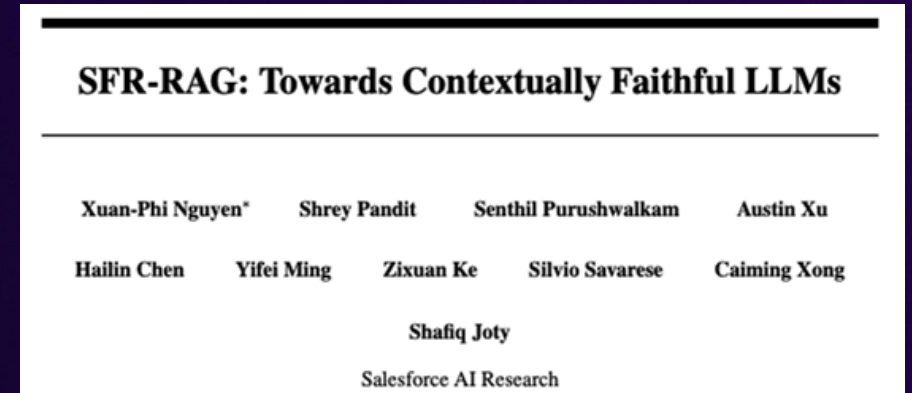 SFR-RAG: Towards Contextually Faithful LLMs
Xuan-Phi Nguyen* Shrey Pandit Senthil Purushwalkam Austin Xu
Hailin Chen Yifei Ming Zixuan Ke Silvio Savarese Caiming Xong
Shafiq Joty
Salesforce AI Research